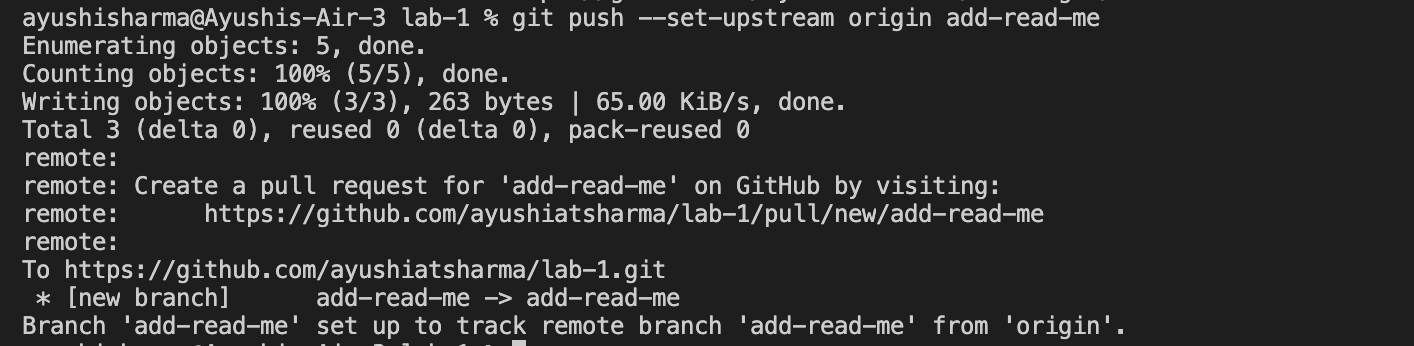 ayushisharma@Ayushis-Air-3 lab-1 % git push --set-upstream origin add-read-me
Enumerating objects: 5, done.
Counting objects: 100% (5/5), done.
Writing objects: 100% (3/3), 263 bytes | 65.00 KiB/s, done.
Total 3 (delta 0), reused 0 (delta 0), pack-reused 0
remote:
remote: Create a pull request for 'add-read-me' on GitHub by visiting:
remote:      https://github.com/ayushiatsharma/lab-1/pull/new/add-read-me
remote:
To https://github.com/ayushiatsharma/lab-1.git
 * [new branch]      add-read-me -> add-read-me
Branch 'add-read-me' set up to track remote branch 'add-read-me' from 'origin'.